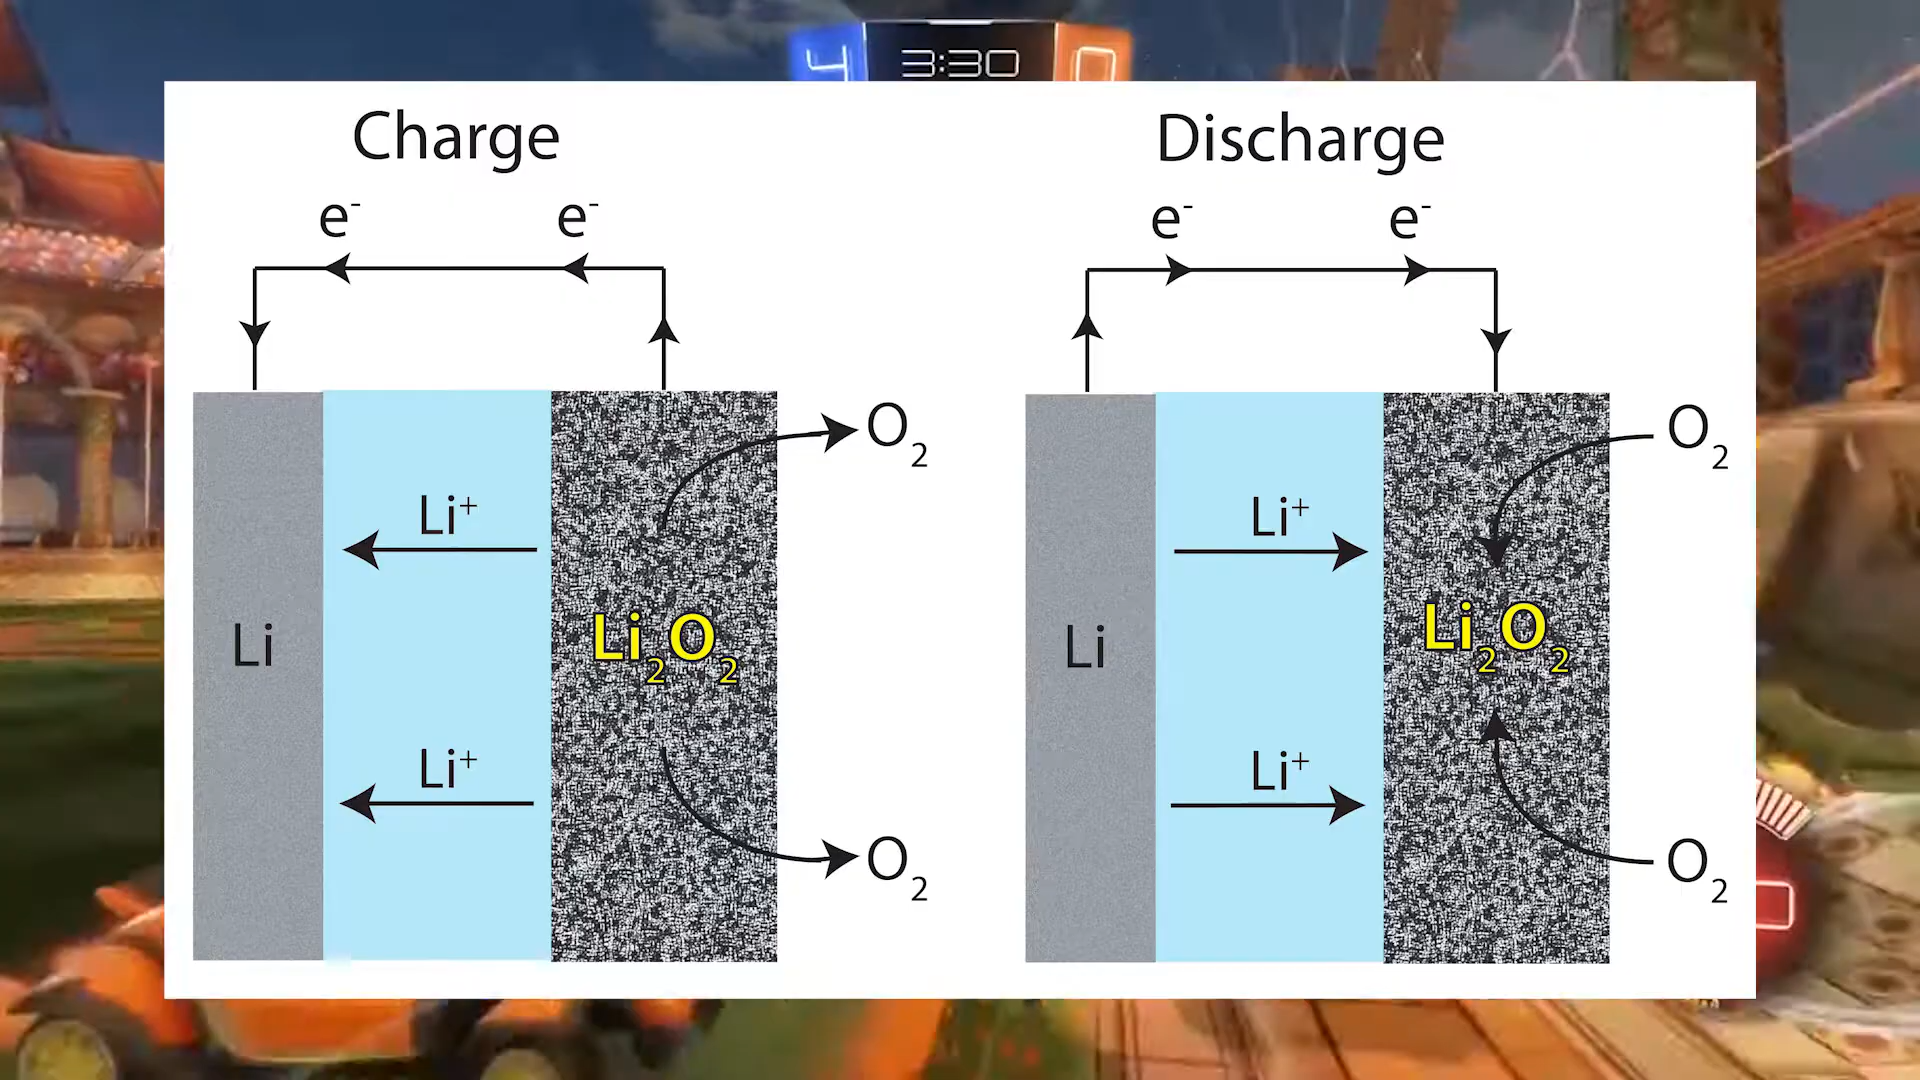 4 3:30 0
Charge
e⁻ e⁻
Li⁺
Li
Li⁺
Li₂O₂
O₂
O₂
Discharge
e⁻ e⁻
Li⁺
Li
Li⁺
Li₂O₂
O₂
O₂